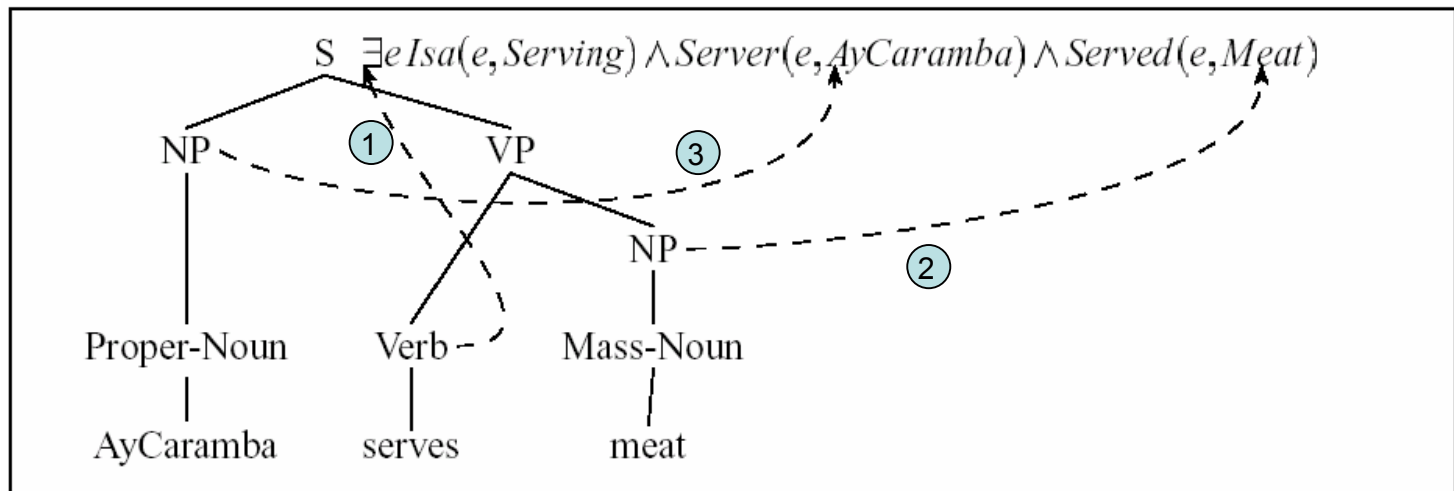 S ∃e Isa(e, Serving) ∧ Server(e, AyCaramba) ∧ Served(e, Meat)
1
NP VP 3
NP
2
Proper-Noun Verb Mass-Noun
AyCaramba serves meat